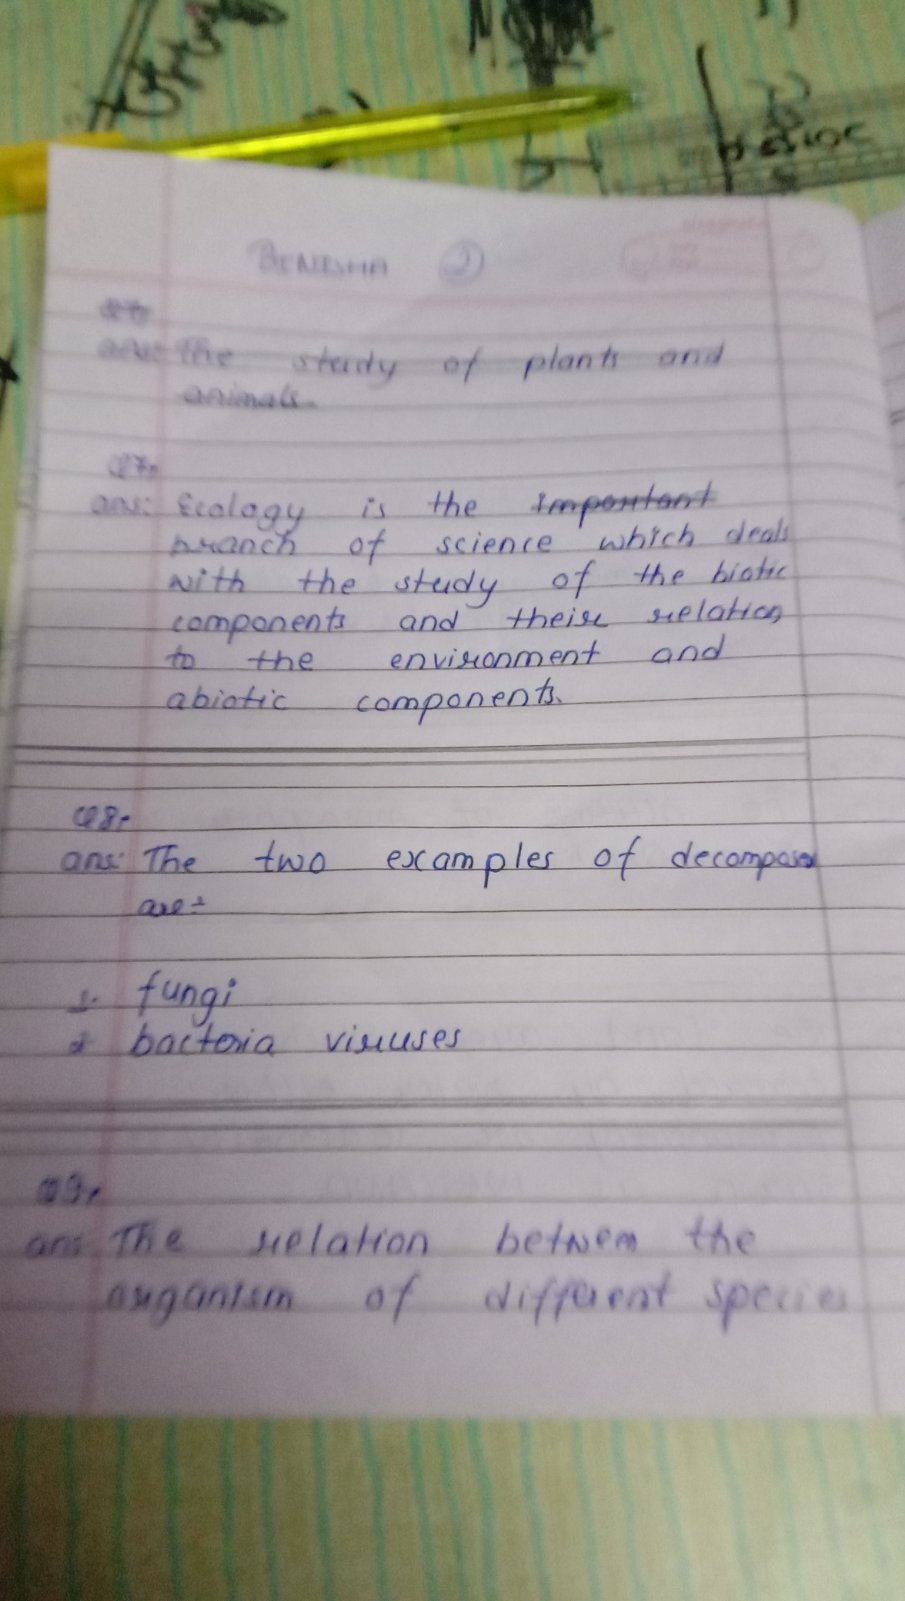 BENISHA 2
ans: The study of plants and
animals.
Q7.
ans: Ecology is the important
branch of science which deals
with the study of the biotic
components and their relation
to the environment and
abiotic components.
Q8.
ans: The two examples of decomposer
are:-
1. fungi
2 bacteria viruses
Q9.
ans The relation betwem the
organism of different species